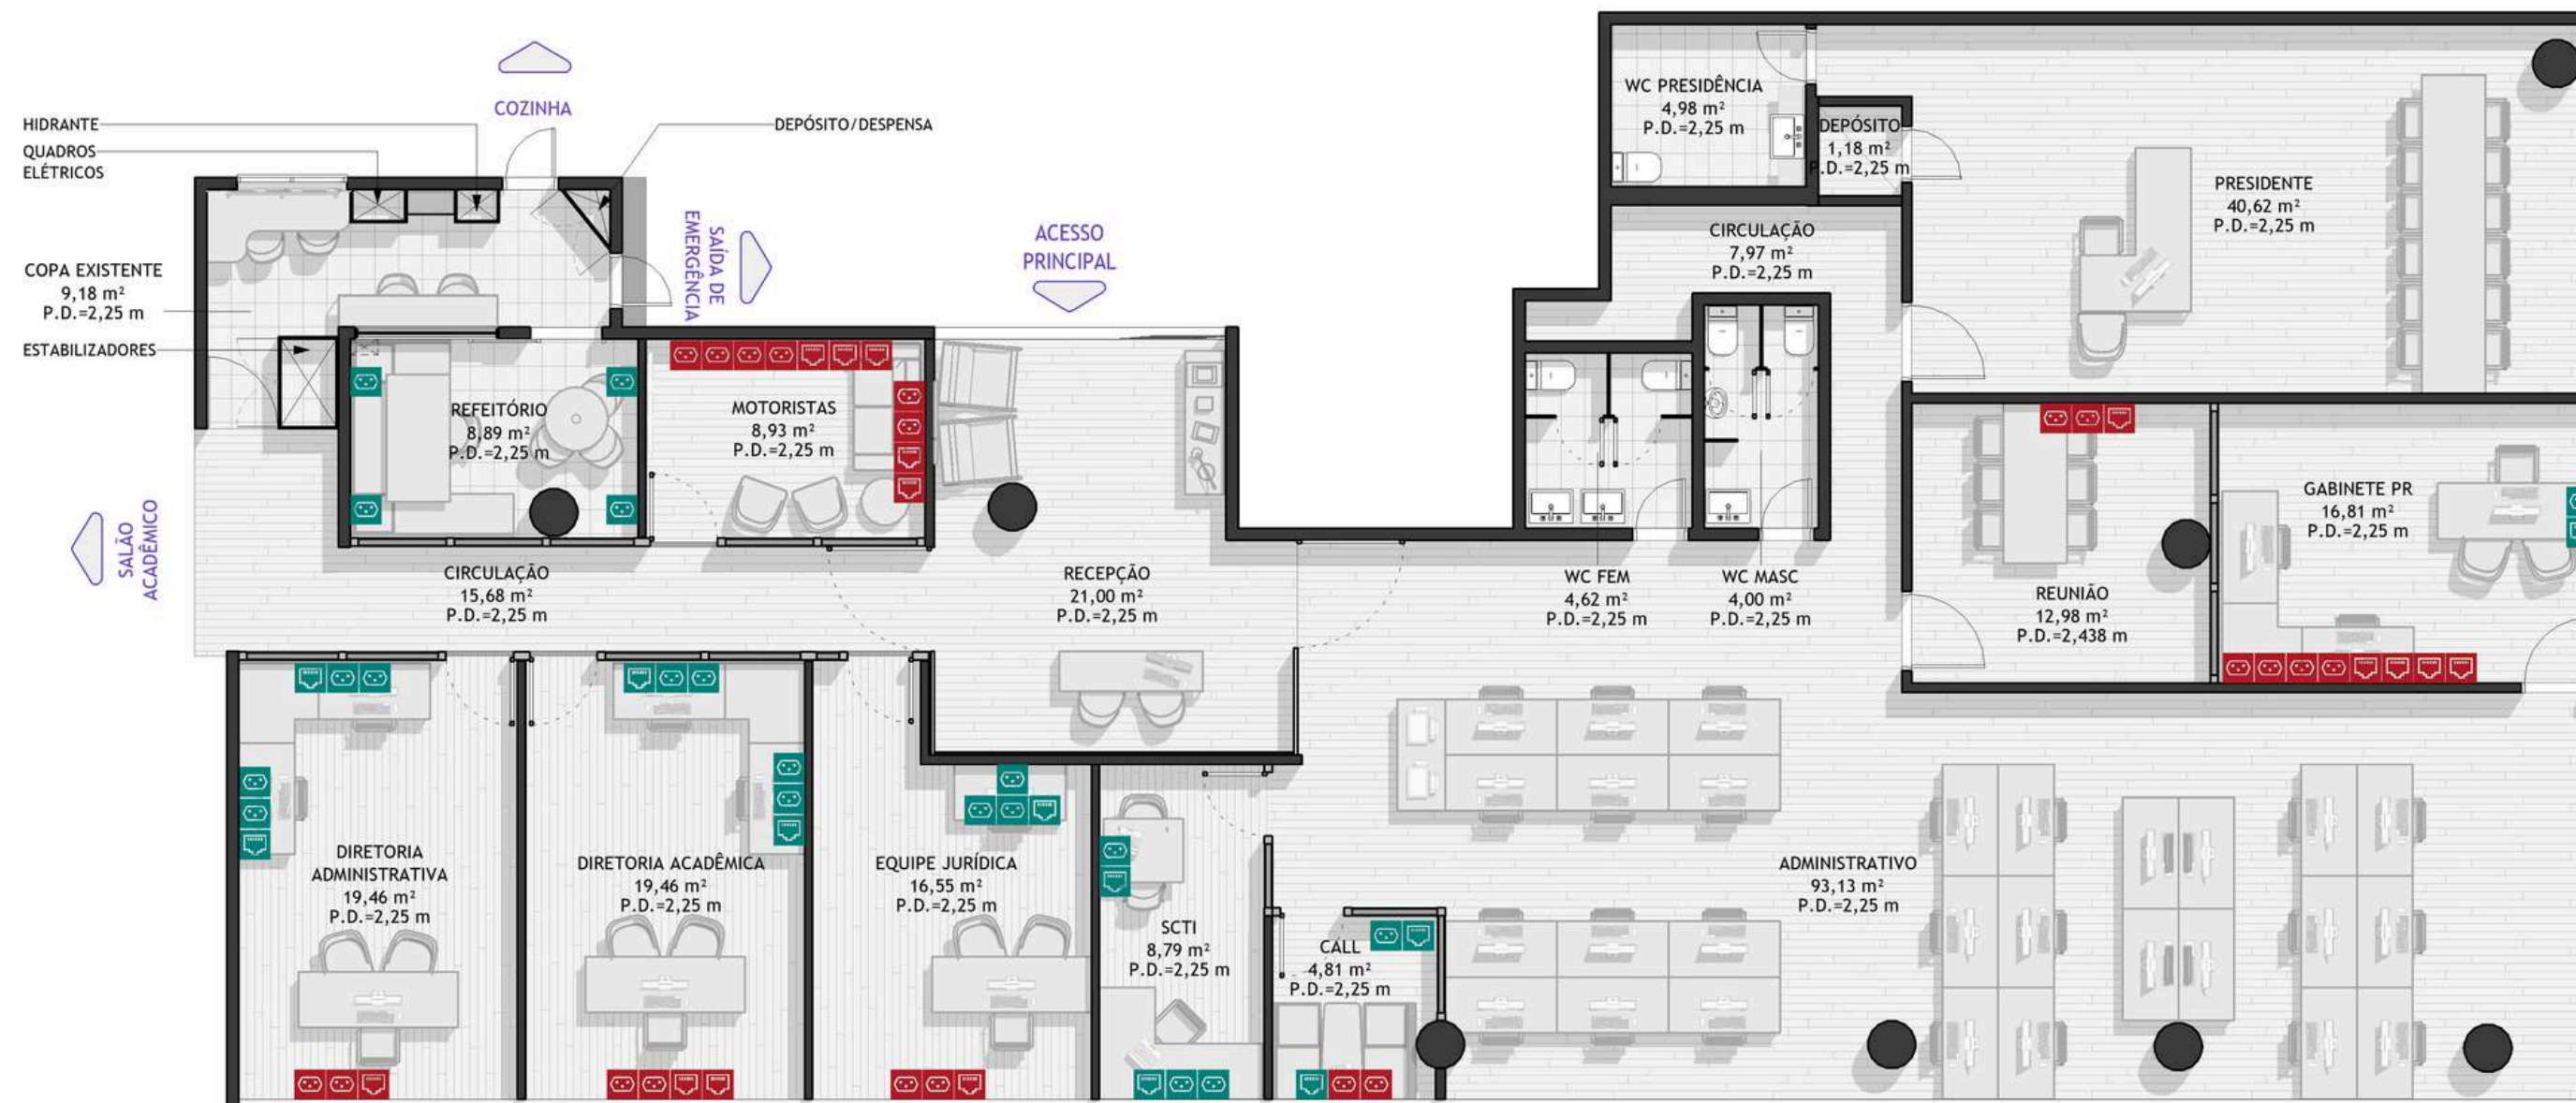 COZINHA
HIDRANTE
QUADROS
ELÉTRICOS
DEPÓSITO/DESPENSA
COPA EXISTENTE
9,18 m²
P.D.=2,25 m
ESTABILIZADORES
SAÍDA DE
EMERGÊNCIA
ACESSO
PRINCIPAL
WC PRESIDÊNCIA
4,98 m²
P.D.=2,25 m
DEPÓSITO
1,18 m²
P.D.=2,25 m
PRESIDENTE
40,62 m²
P.D.=2,25 m
CIRCULAÇÃO
7,97 m²
P.D.=2,25 m
REFEITÓRIO
8,89 m²
P.D.=2,25 m
MOTORISTAS
8,93 m²
P.D.=2,25 m
SALÃO
ACADÊMICO
CIRCULAÇÃO
15,68 m²
P.D.=2,25 m
RECEPÇÃO
21,00 m²
P.D.=2,25 m
WC FEM
4,62 m²
P.D.=2,25 m
WC MASC
4,00 m²
P.D.=2,25 m
REUNIÃO
12,98 m²
P.D.=2,438 m
GABINETE PR
16,81 m²
P.D.=2,25 m
DIRETORIA
ADMINISTRATIVA
19,46 m²
P.D.=2,25 m
DIRETORIA ACADÊMICA
19,46 m²
P.D.=2,25 m
EQUIPE JURÍDICA
16,55 m²
P.D.=2,25 m
SCTI
8,79 m²
P.D.=2,25 m
CALL
4,81 m²
P.D.=2,25 m
ADMINISTRATIVO
93,13 m²
P.D.=2,25 m